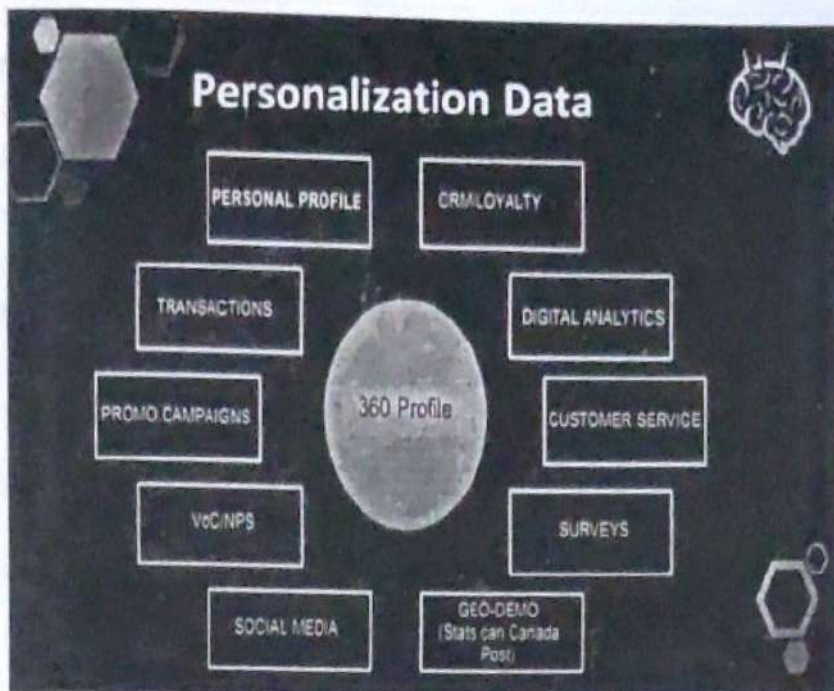 Personalization Data
PERSONAL PROFILE
CRM/LOYALTY
TRANSACTIONS
DIGITAL ANALYTICS
360 Profile
PROMO CAMPAIGNS
CUSTOMER SERVICE
VoC/NPS
SURVEYS
SOCIAL MEDIA
GEO-DEMO
(Stats can Canada
Post)